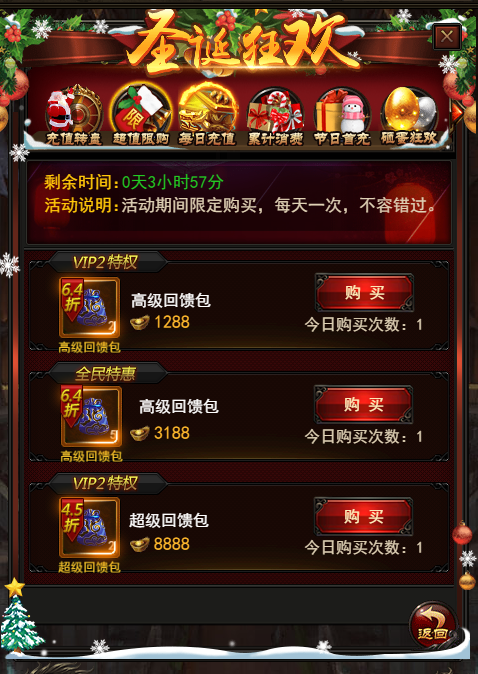 圣诞狂欢
充值转盘 超值限购 每日充值 累计消费 节日首充 砸蛋狂欢
限
剩余时间:0天3小时57分
活动说明:活动期间限定购买，每天一次，不容错过。
VIP2特权
6.4折
高级回馈包
1288
购买
今日购买次数：1
高级回馈包
全民特惠
6.4折
高级回馈包
3188
购买
今日购买次数：1
高级回馈包
VIP2特权
4.5折
超级回馈包
8888
购买
今日购买次数：1
超级回馈包
返回